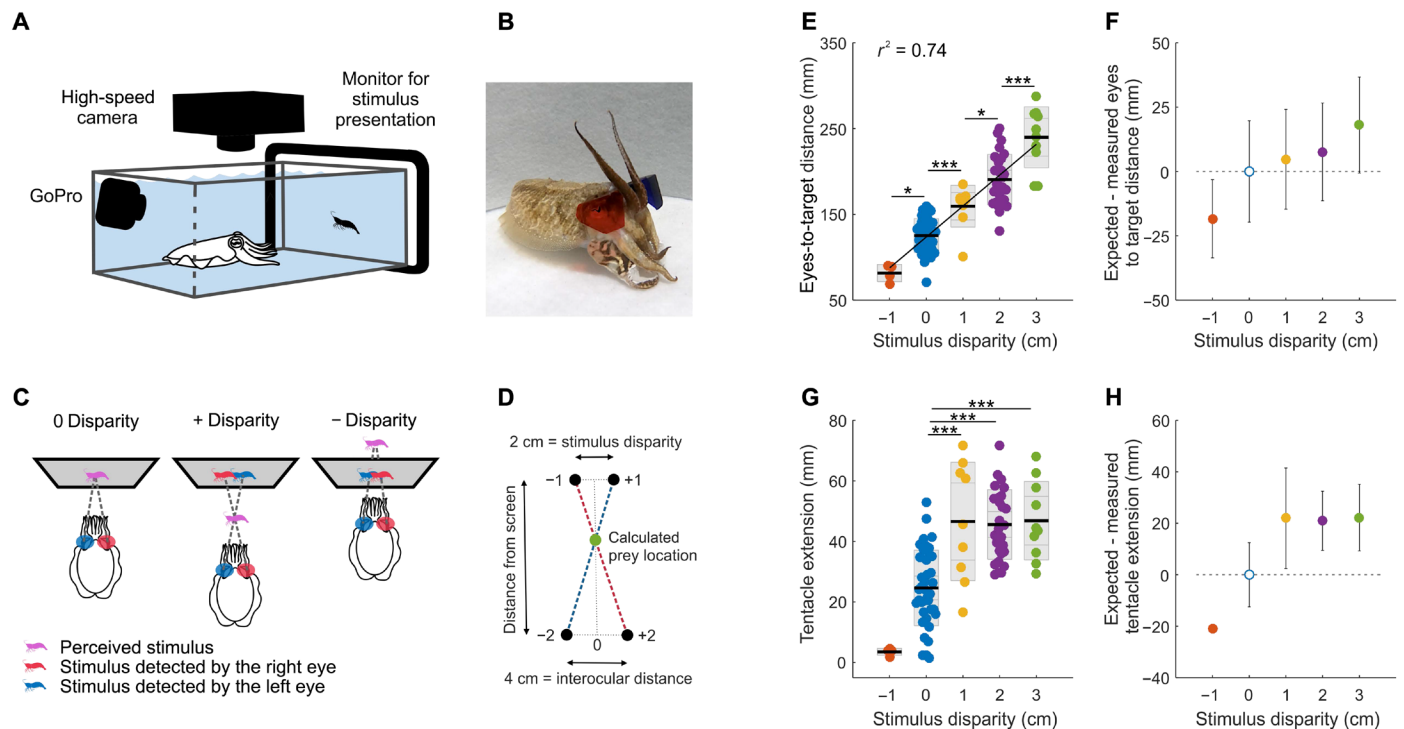 A
High-speed
camera
Monitor for
stimulus
presentation
GoPro
B
C
0 Disparity
+ Disparity
− Disparity
Perceived stimulus
Stimulus detected by the right eye
Stimulus detected by the left eye
D
2 cm = stimulus disparity
−1
+1
Distance from screen
Calculated
prey location
−2
0
+2
4 cm = interocular distance
E
r² = 0.74
Eyes-to-target distance (mm)
350
250
150
50
*
***
*
***
−1 0 1 2 3
Stimulus disparity (cm)
F
Expected - measured eyes
to target distance (mm)
50
25
0
−25
−50
−1 0 1 2 3
Stimulus disparity (cm)
G
Tentacle extension (mm)
80
60
40
20
0
***
***
***
−1 0 1 2 3
Stimulus disparity (cm)
H
Expected - measured
tentacle extension (mm)
60
40
20
0
−20
−40
−1 0 1 2 3
Stimulus disparity (cm)